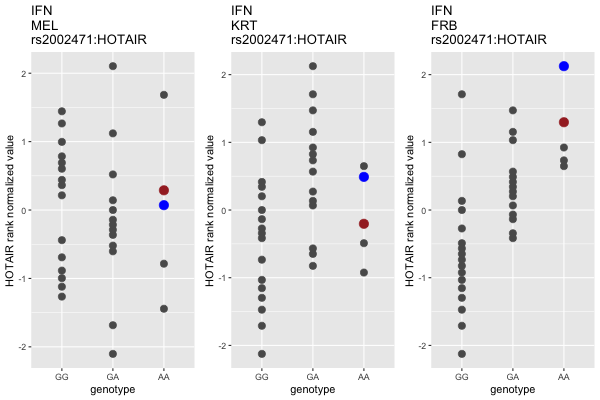 IFN
MEL
rs2002471:HOTAIR
HOTAIR rank normalized value
2
1
0
-1
-2
GG GA AA
genotype
IFN
KRT
rs2002471:HOTAIR
HOTAIR rank normalized value
2
1
0
-1
-2
GG GA AA
genotype
IFN
FRB
rs2002471:HOTAIR
HOTAIR rank normalized value
2
1
0
-1
-2
GG GA AA
genotype